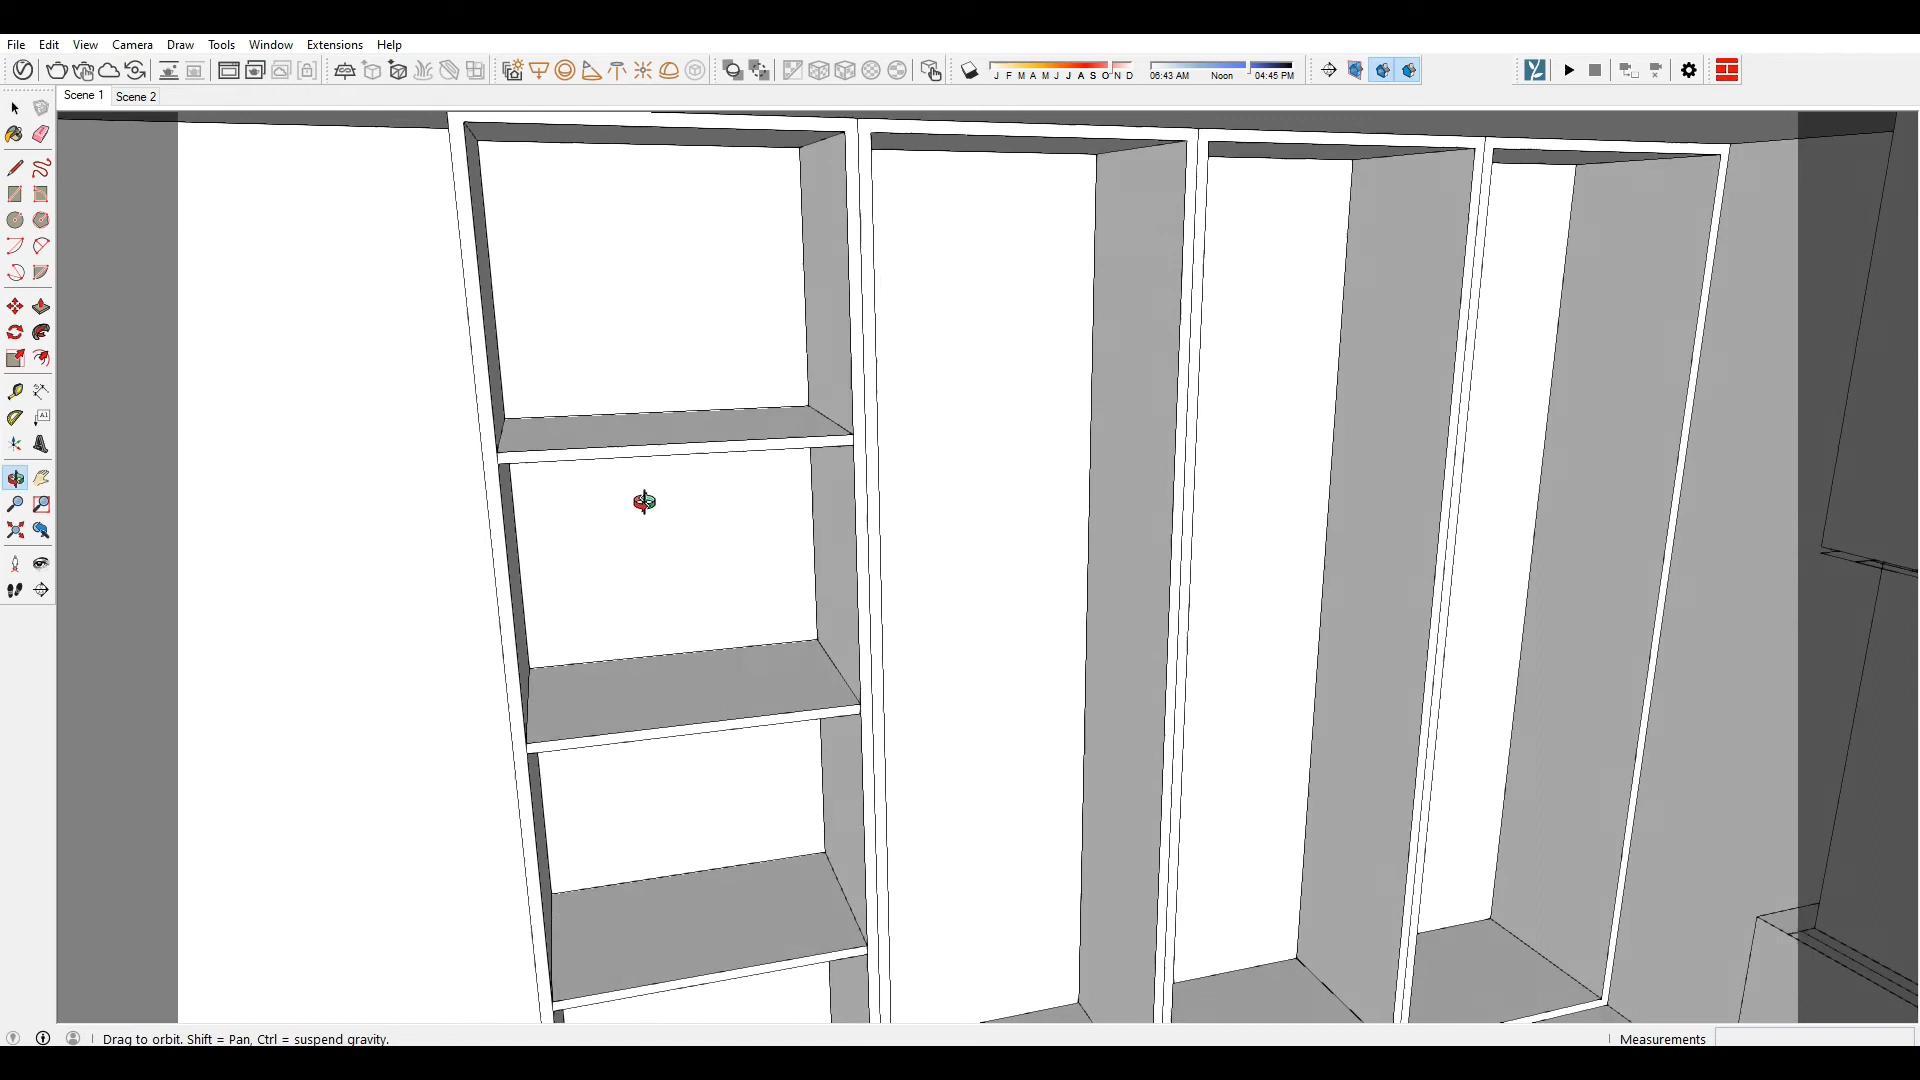 File Edit View Camera Draw Tools Window Extensions Help
J F M A M J J A S O N D 06:43 AM Noon 04:45 PM
Scene 1 Scene 2
A1
Drag to orbit. Shift = Pan, Ctrl = suspend gravity. Measurements